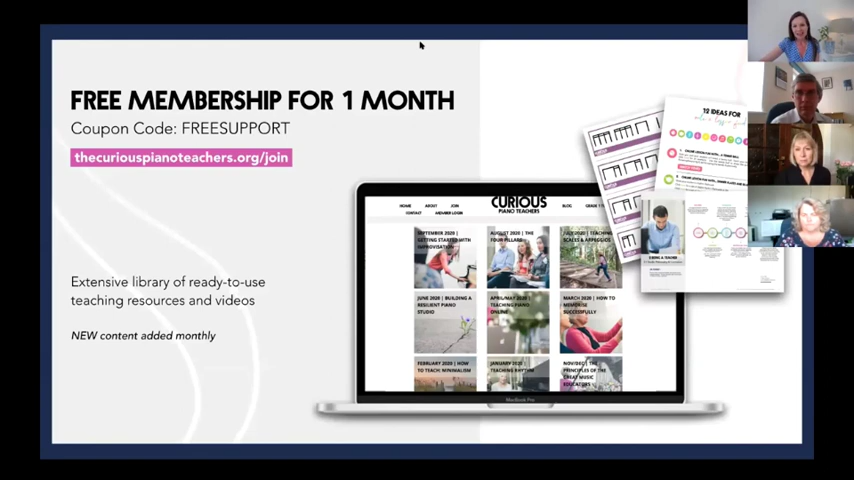 FREE MEMBERSHIP FOR 1 MONTH
Coupon Code: FREESUPPORT
thecuriouspianoteachers.org/join
Extensive library of ready-to-use
teaching resources and videos
NEW content added monthly
HOME ABOUT JOIN
CURIOUS
PIANO TEACHERS
BLOG
CONTACT MEMBER LOGIN
SEPTEMBER 2020 |
GETTING STARTED WITH
IMPROVISATION
AUGUST 2020 | THE
FOUR PILLARS
JULY 2020 | TEACHING
SCALES & ARPEGGIOS
JUNE 2020 | BUILDING A
RESILIENT PIANO
STUDIO
APRIL/MAY 2020 |
TEACHING PIANO
ONLINE
MARCH 2020 | HOW TO
MEMORISE
SUCCESSFULLY
FEBRUARY 2020 | HOW
TO TEACH: MINIMALISM
JANUARY 2020 |
TEACHING RHYTHM
NOV/DEC | THE
PRINCIPLES OF THE
GREAT MUSIC
EDUCATORS
MacBook Pro
12 IDEAS FOR